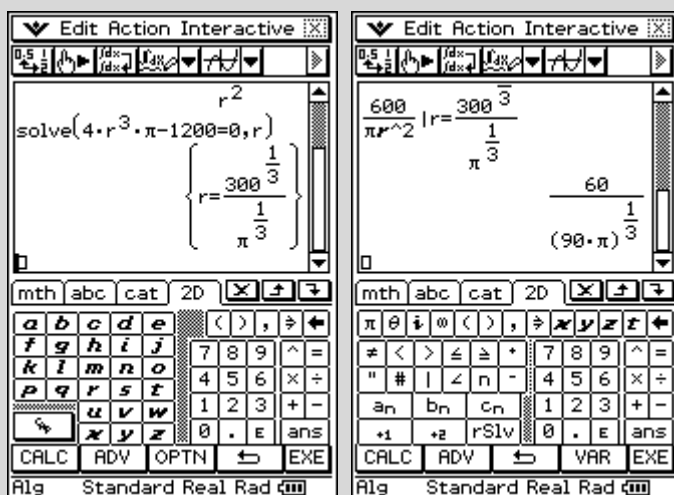 Edit Action Interactive
r^2
solve(4·r^3·π-1200=0,r)
{r=300^(1/3)/π^(1/3)}
mth abc cat 2D
a b c d e ( ) , ⇒ ←
f g h i j 7 8 9 ^ =
k l m n o 4 5 6 × ÷
p q r s t 1 2 3 + −
u v w 0 . E ans
x y z
CALC ADV OPTN EXE
Alg Standard Real Rad
Edit Action Interactive
600/πr^2 |r=300^(1/3)/π^(1/3)
60/(90·π)^(1/3)
mth abc cat 2D
π θ i ∞ ( ) , ⇒ x y z t ←
≠ < > ≤ ≥ 7 8 9 ^ =
" # | ∠ 4 5 6 × ÷
an bn cn 1 2 3 + −
+1 +2 rSlv 0 . E ans
CALC ADV VAR EXE
Alg Standard Real Rad